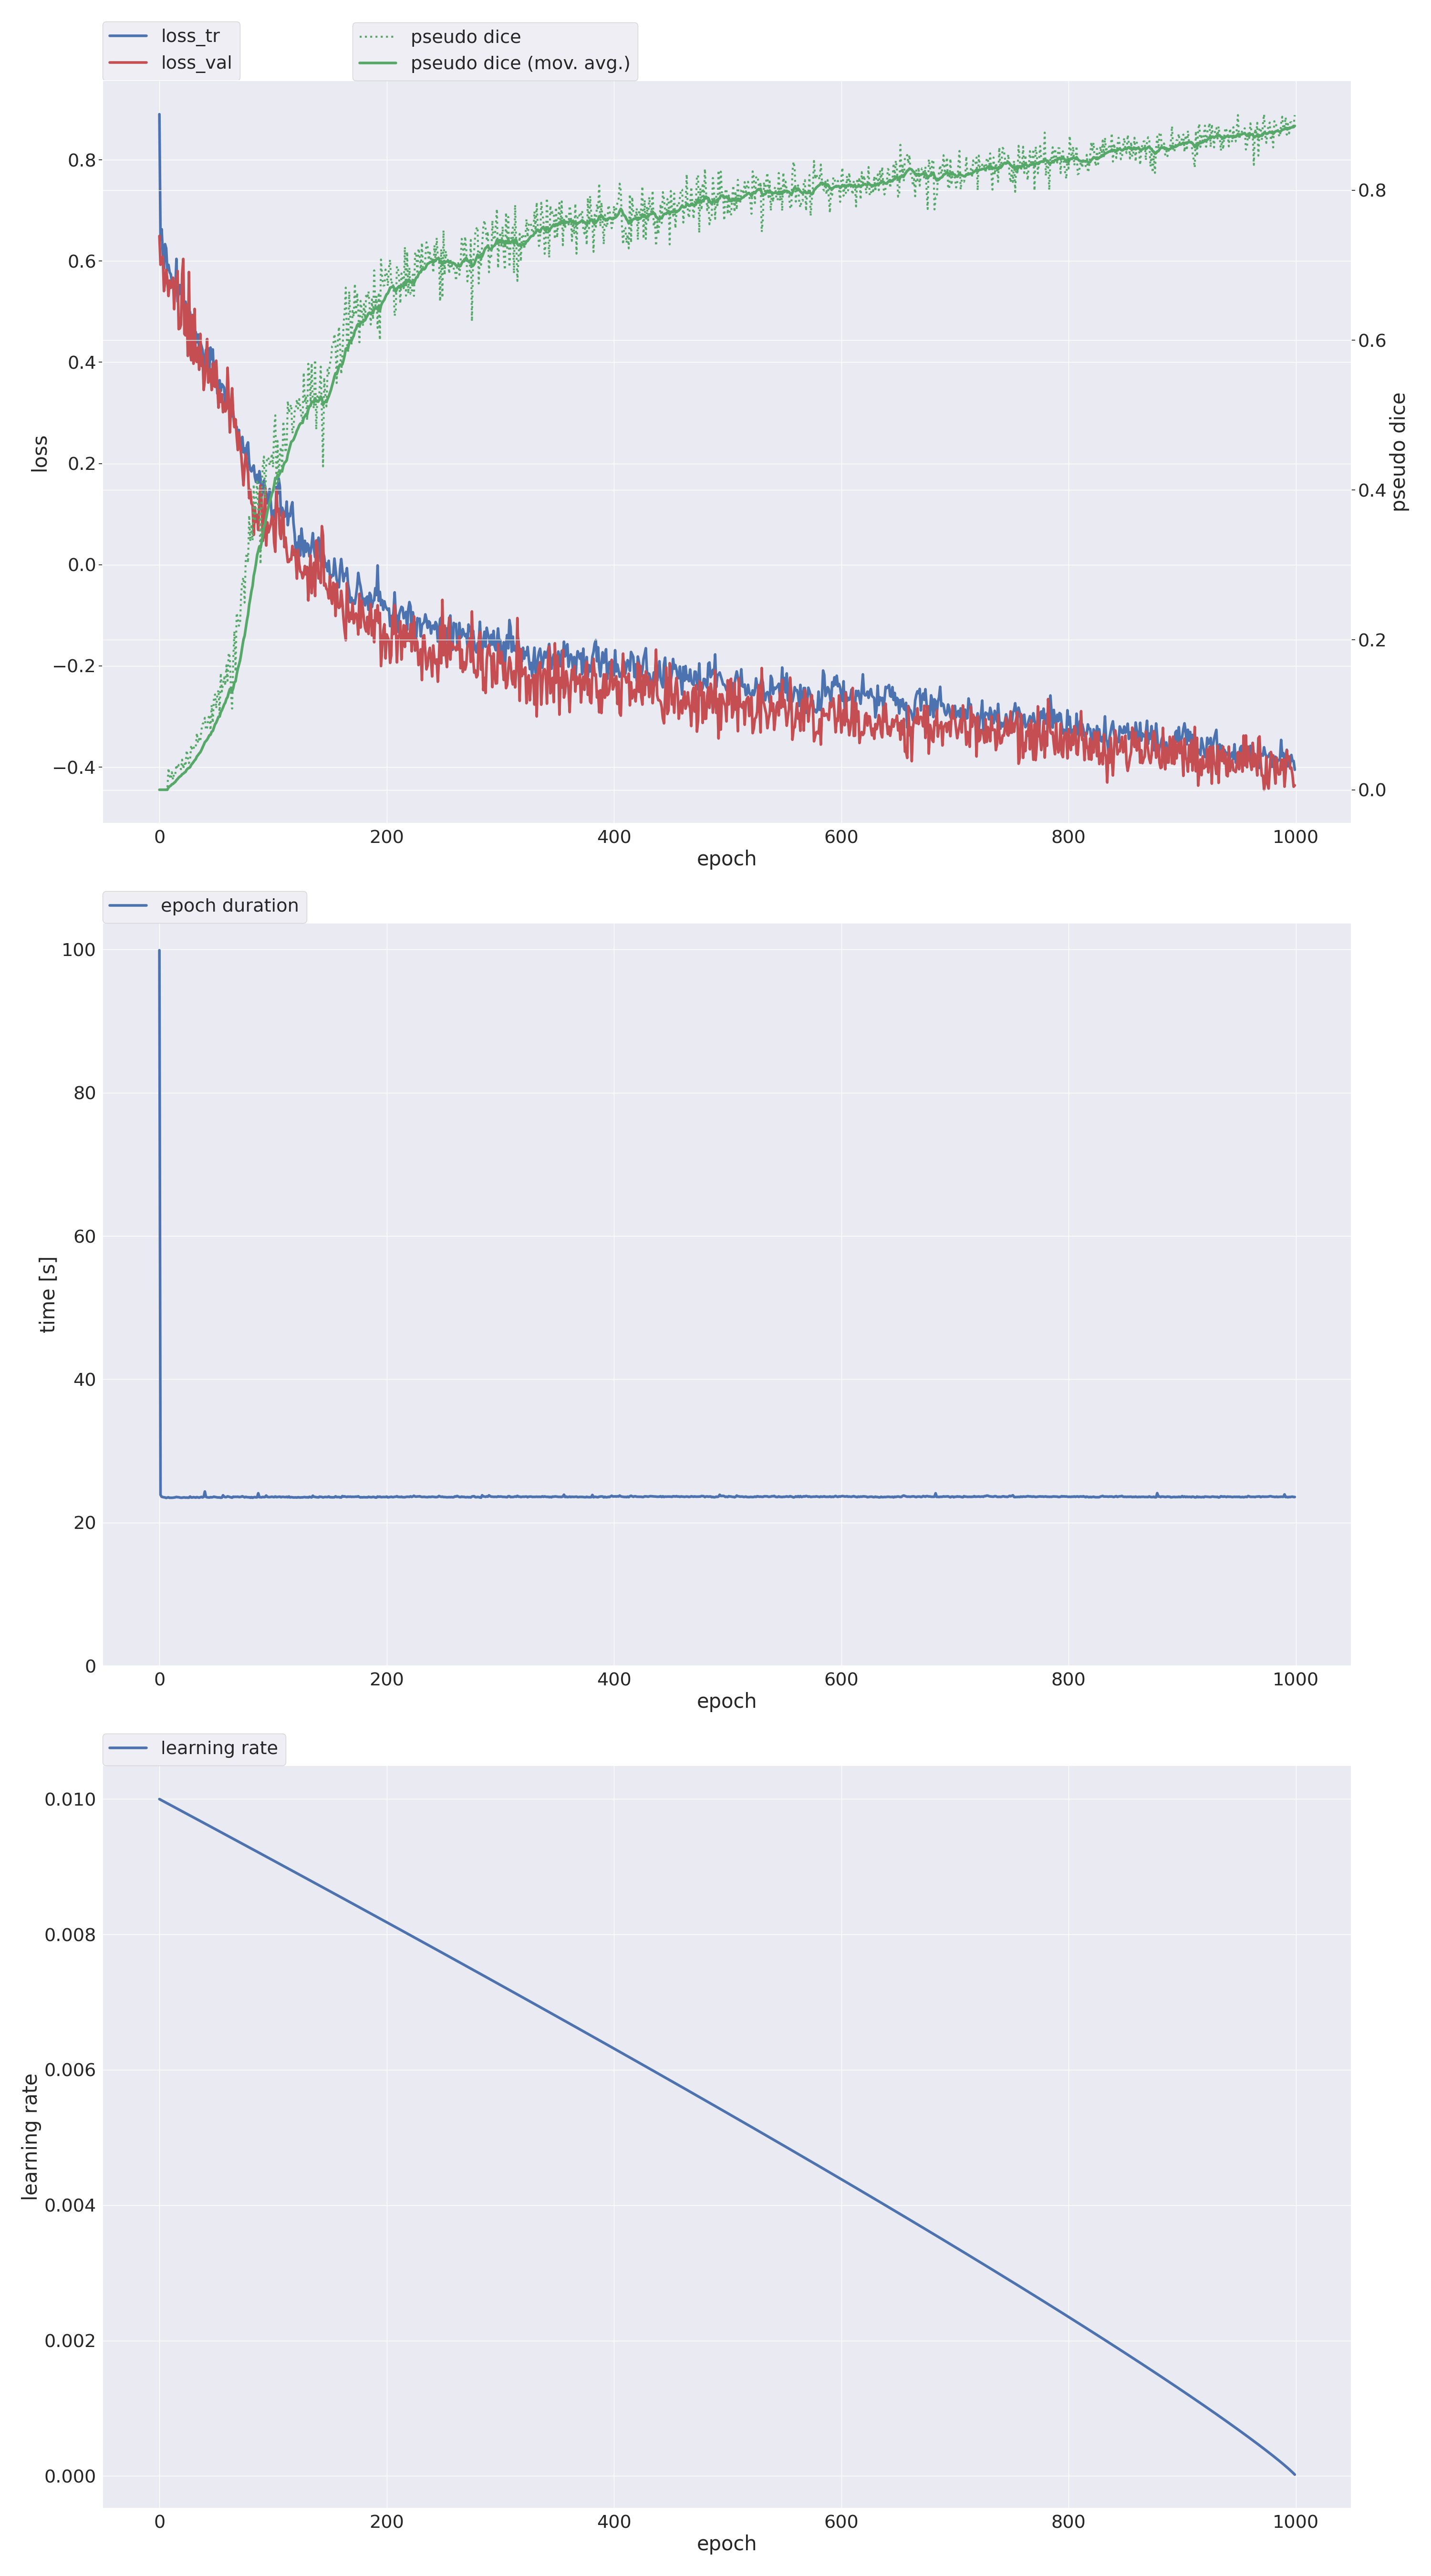 loss_tr
loss_val
pseudo dice
pseudo dice (mov. avg.)
0.8
0.6
0.4
0.2
0.0
−0.2
−0.4
loss
0.8
0.6
0.4
0.2
0.0
pseudo dice
0 200 400 600 800 1000
epoch
epoch duration
100
80
60
40
20
0
time [s]
0 200 400 600 800 1000
epoch
learning rate
0.010
0.008
0.006
0.004
0.002
0.000
learning rate
0 200 400 600 800 1000
epoch